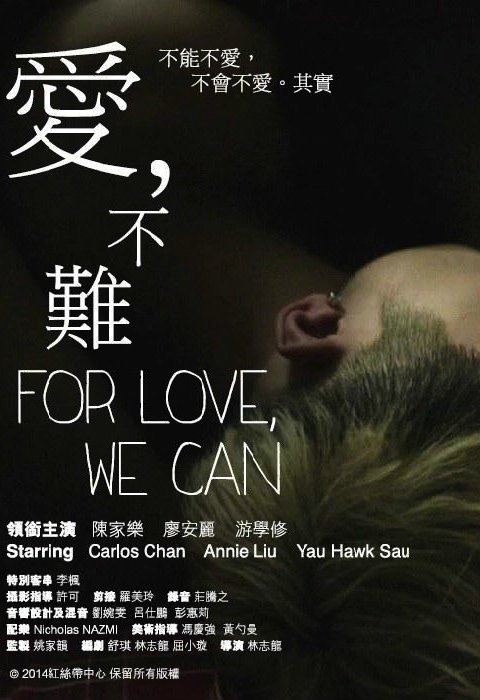 愛，
不能不愛，
不會不愛。其實
不
難
FOR LOVE,
WE CAN
領銜主演 陳家樂 廖安麗 游學修
Starring Carlos Chan Annie Liu Yau Hawk Sau
特別客串 李楓
攝影指導 許可 剪接 羅美玲 錄音 莊騰之
音響設計及混音 劉婉雯 呂仕鵬 彭惠莉
配樂 Nicholas NAZMI 美術指導 馮慶強 黃勺曼
監製 姚家韻 編劇 舒琪 林志龍 屈小璇 導演 林志龍
© 2014紅絲帶中心 保留所有版權